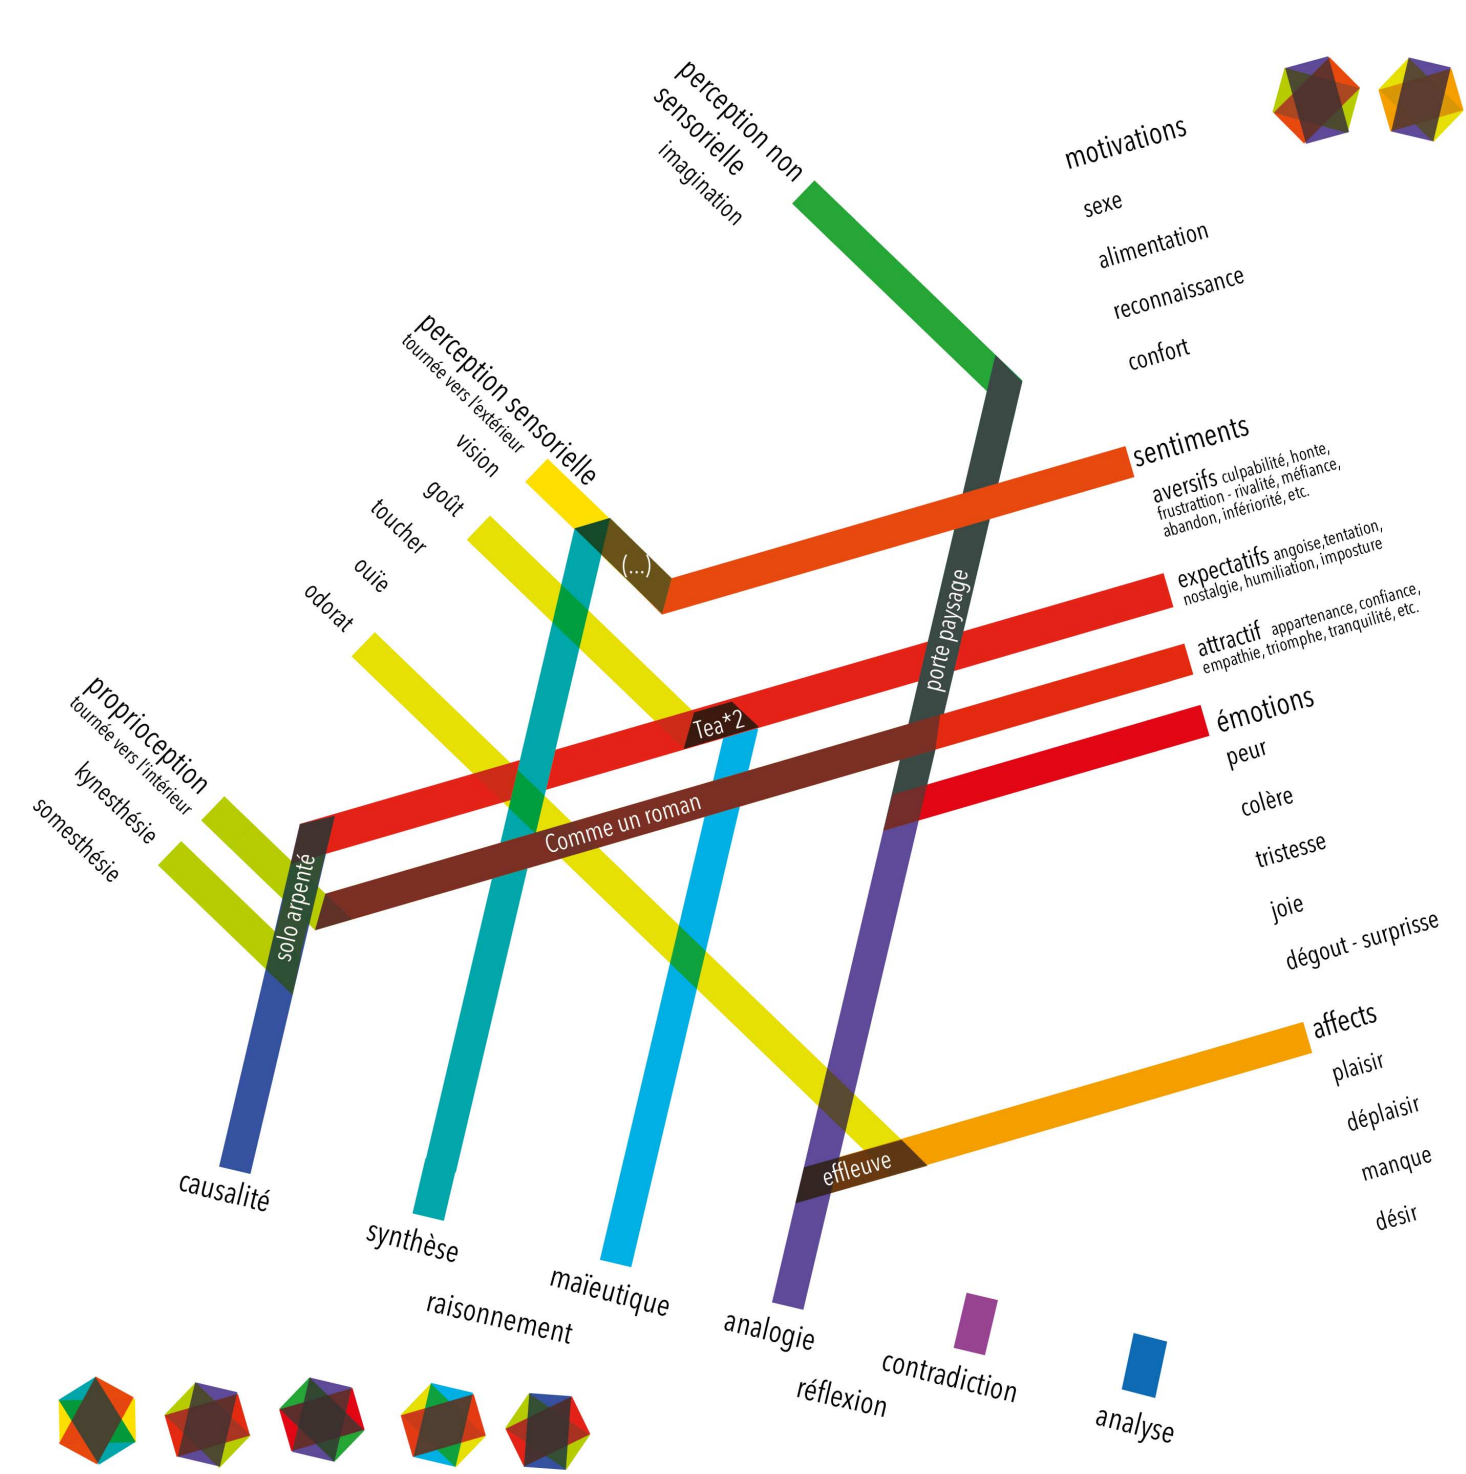 perception non
sensorielle
imagination
motivations
sexe
alimentation
reconnaissance
confort
perception sensorielle
tournée vers l'extérieur
vision
goût
toucher
ouïe
odorat
(...)
sentiments
aversifs culpabilité, honte,
frustrattion - rivalité, méfiance,
abandon, infériorité, etc.
expectatifs angoise,tentation,
nostalgie, humiliation, imposture
attractif appartenance, confiance,
empathie, triomphe, tranquilité, etc.
porte paysage
proprioception
tournée vers l'intérieur
kynesthésie
somesthésie
Tea*2
Comme un roman
solo arpenté
émotions
peur
colère
tristesse
joie
dégout - surprisse
effleuve
affects
plaisir
déplaisir
manque
désir
causalité
synthèse
maïeutique
raisonnement
analogie
contradiction
réflexion
analyse